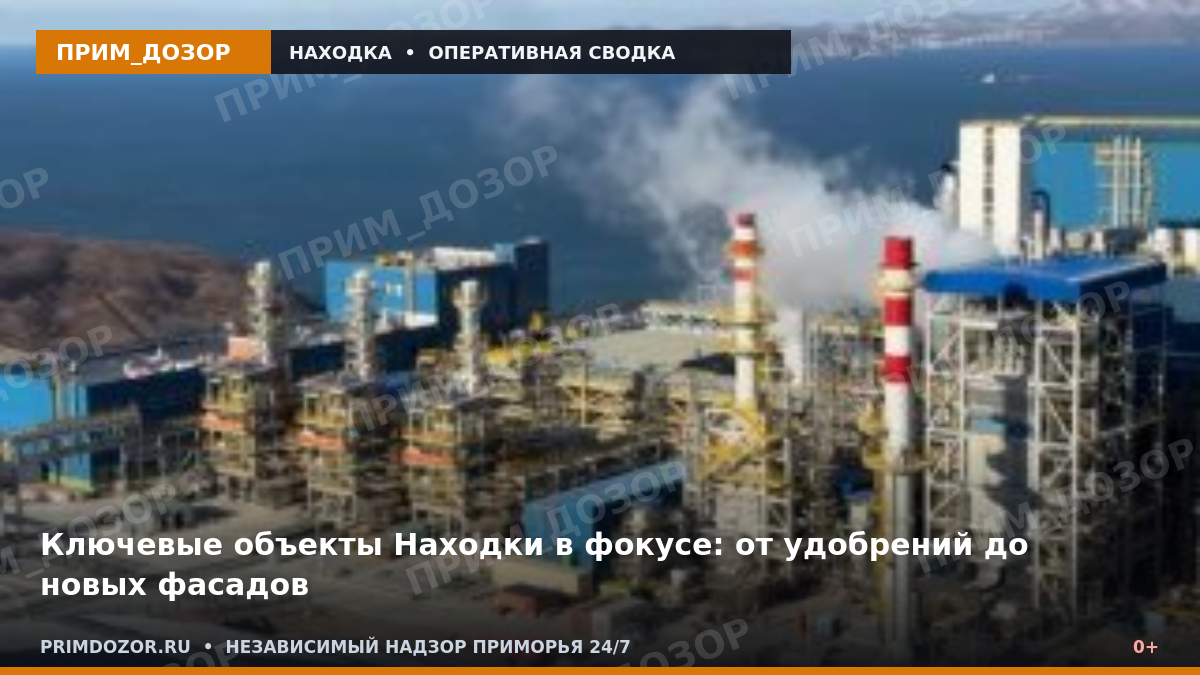 ПРИМ_ДОЗОР
НАХОДКА • ОПЕРАТИВНАЯ СВОДКА
Ключевые объекты Находки в фокусе: от удобрений до
новых фасадов
PRIMDOZOR.RU • НЕЗАВИСИМЫЙ НАДЗОР ПРИМОРЬЯ 24/7
0+